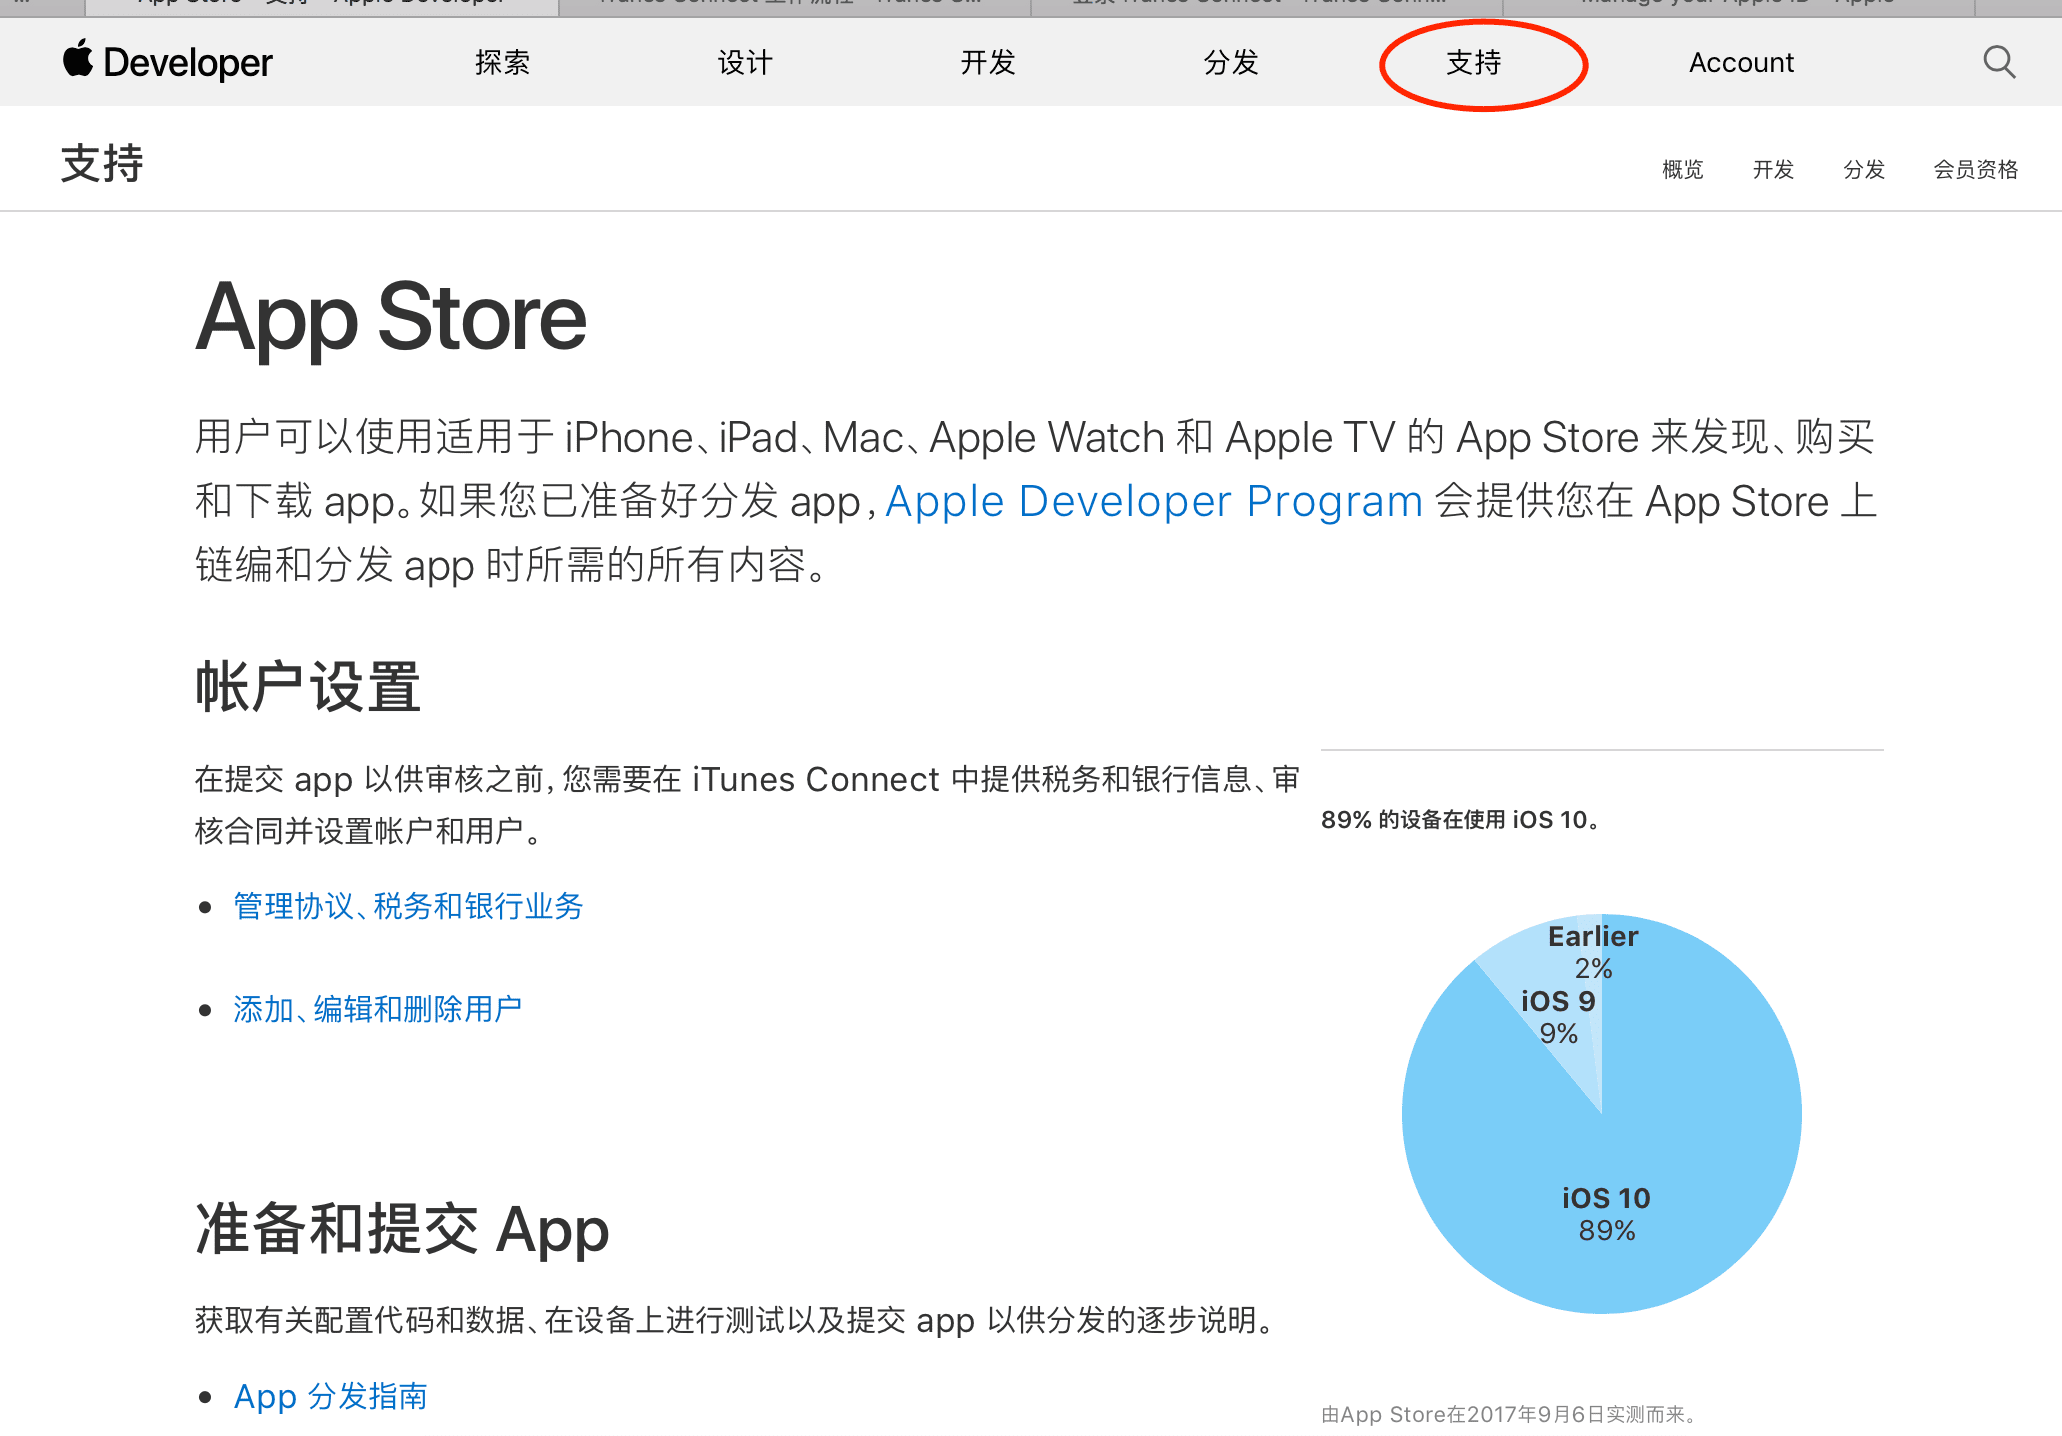 Developer
探索
设计
开发
分发
支持
Account
支持
概览
开发
分发
会员资格
App Store
用户可以使用适用于 iPhone、iPad、Mac、Apple Watch 和 Apple TV 的 App Store 来发现、购买
和下载 app。如果您已准备好分发 app，Apple Developer Program 会提供您在 App Store 上
链编和分发 app 时所需的所有内容。
帐户设置
在提交 app 以供审核之前，您需要在 iTunes Connect 中提供税务和银行信息、审
核合同并设置帐户和用户。
管理协议、税务和银行业务
添加、编辑和删除用户
准备和提交 App
获取有关配置代码和数据、在设备上进行测试以及提交 app 以供分发的逐步说明。
App 分发指南
89% 的设备在使用 iOS 10。
Earlier
2%
iOS 9
9%
iOS 10
89%
由App Store在2017年9月6日实测而来。